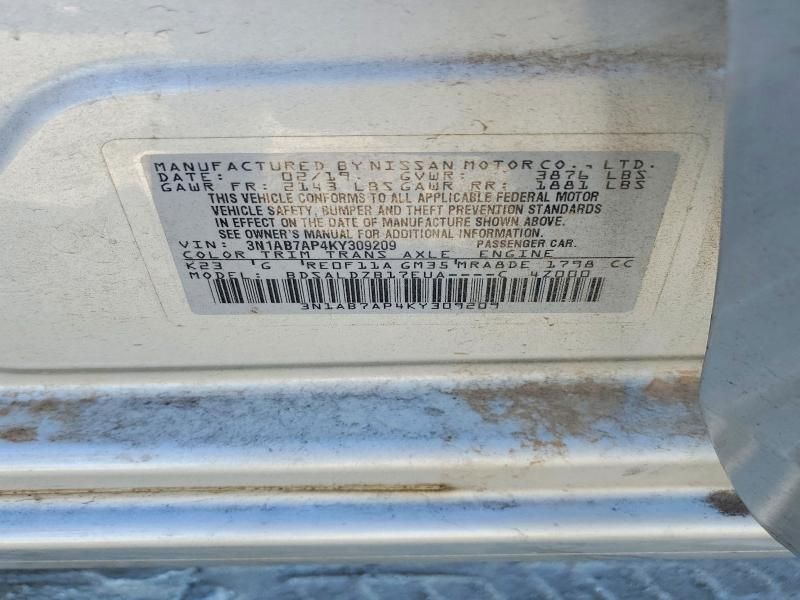 MANUFACTURED BY NISSAN MOTOR CO., LTD.
DATE: 02/19 GVWR: 3876 LBS
GAWR FR: 2143 LBS GAWR RR: 1881 LBS
THIS VEHICLE CONFORMS TO ALL APPLICABLE FEDERAL MOTOR
VEHICLE SAFETY, BUMPER AND THEFT PREVENTION STANDARDS
IN EFFECT ON THE DATE OF MANUFACTURE SHOWN ABOVE.
SEE OWNER'S MANUAL FOR ADDITIONAL INFORMATION.
VIN: 3N1AB7AP4KY309209 PASSENGER CAR.
COLOR TRIM TRANS AXLE ENGINE
K23 'G 'RE0F11A GM35'MRA8DE 1798 CC
MODEL: BDSALDZB17EUA----C 4Z000
3N1AB7AP4KY309209